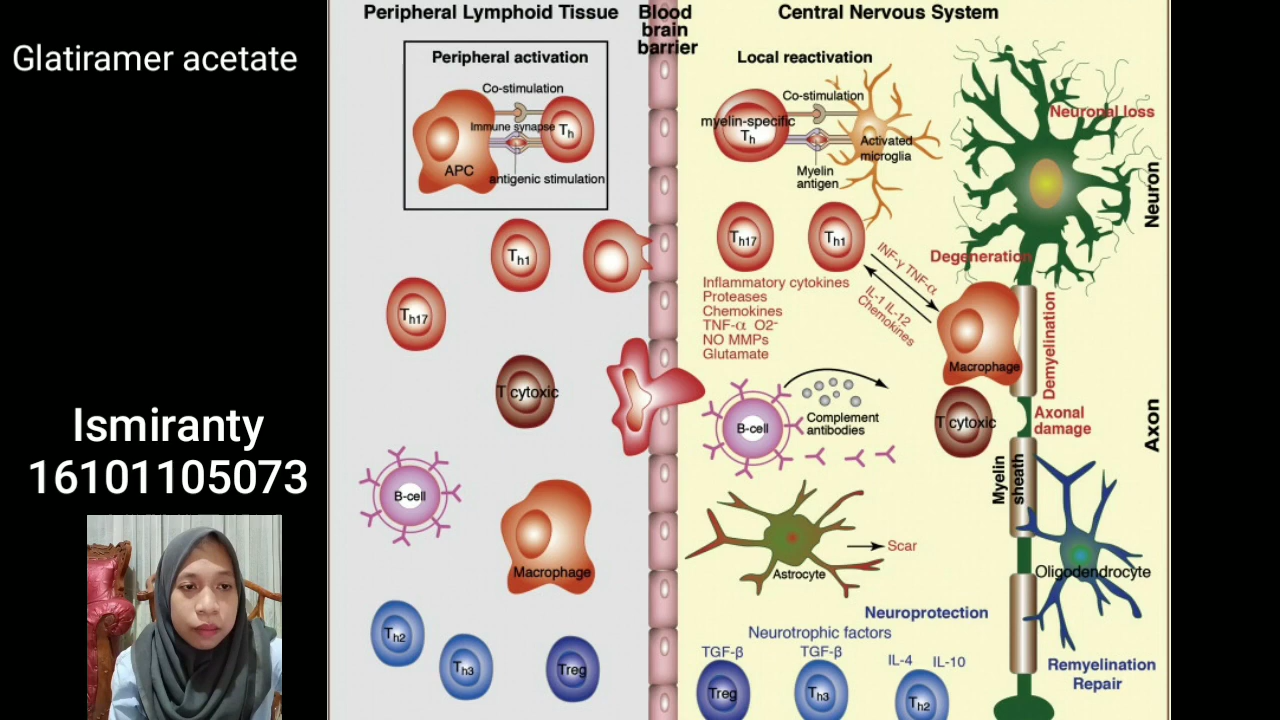 Glatiramer acetate
Ismiranty
16101105073
Peripheral Lymphoid Tissue
Blood
brain
barrier
Central Nervous System
Peripheral activation
Co-stimulation
Immune synapse
Th
APC
antigenic stimulation
Th1
Th17
T cytoxic
B-cell
Macrophage
Th2
Th3
Treg
Local reactivation
Co-stimulation
myelin-specific
Th
Activated
microglia
Myelin
antigen
Th17
Th1
INF-γ TNF-α
IL-1 IL-12
Chemokines
Inflammatory cytokines
Proteases
Chemokines
TNF-α O2-
NO MMPs
Glutamate
B-cell
Complement
antibodies
Astrocyte
Scar
Neuroprotection
Neurotrophic factors
TGF-β
TGF-β
IL-4
IL-10
Treg
Th3
Th2
Neuronal loss
Neuron
Degeneration
Macrophage
Demyelination
T cytoxic
Axonal
damage
Axon
Myelin
sheath
Oligodendrocyte
Remyelination
Repair